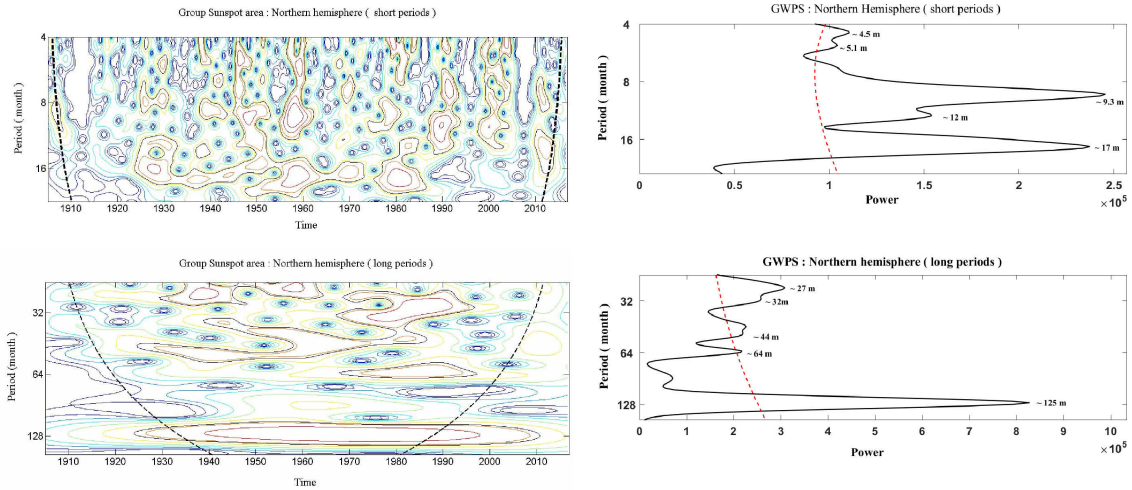 Group Sunspot area : Northern hemisphere ( short periods )
4
8
16
Period ( month )
1910 1920 1930 1940 1950 1960 1970 1980 1990 2000 2010
Time
GWPS : Northern Hemisphere ( short periods )
4
8
16
Period ( month )
~ 4.5 m
~ 5.1 m
~ 9.3 m
~ 12 m
~ 17 m
0 0.5 1 1.5 2 2.5
Power
× 10^5
Group Sunspot area : Northern hemisphere ( long periods )
32
64
128
Period (month )
1910 1920 1930 1940 1950 1960 1970 1980 1990 2000 2010
Time
GWPS : Northern hemisphere ( long periods )
32
64
128
Period ( month )
~ 27 m
~ 32m
~ 44 m
~ 64 m
~ 125 m
0 1 2 3 4 5 6 7 8 9 10
Power
× 10^5